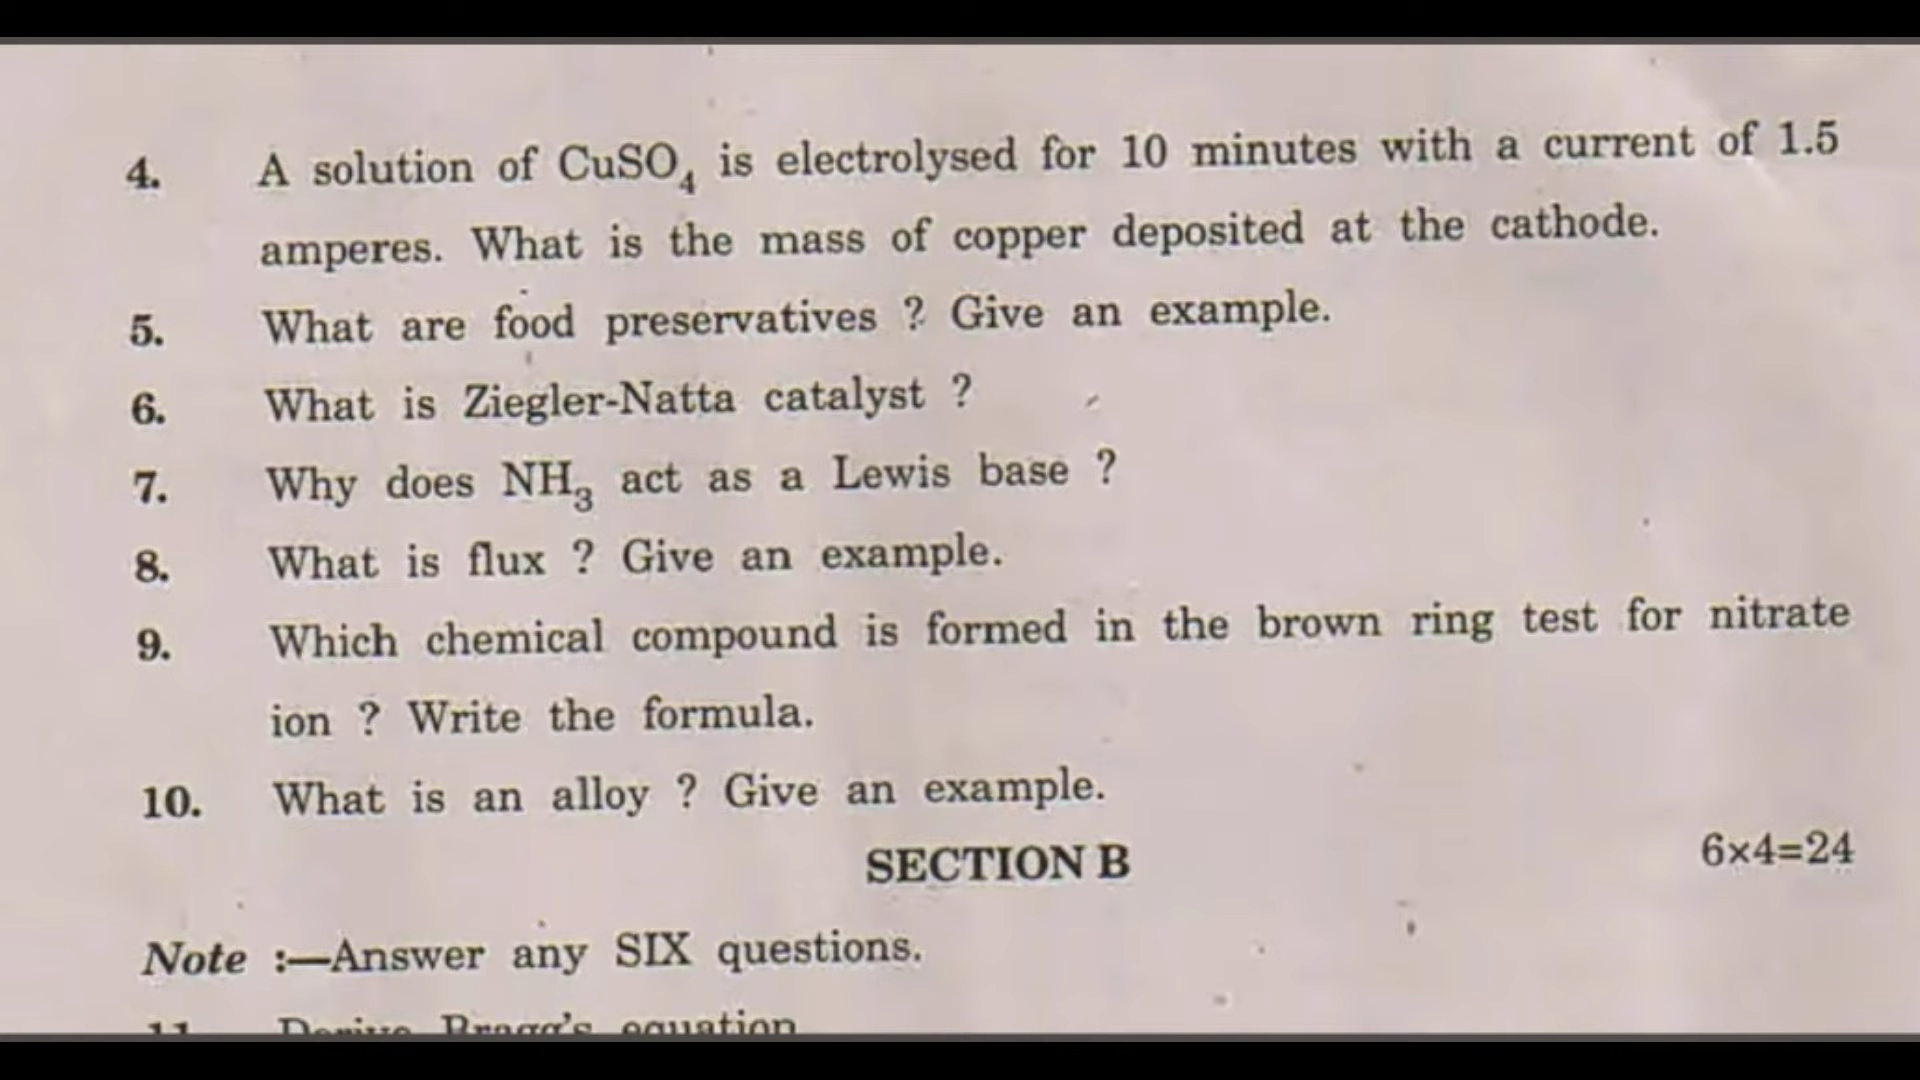 4. A solution of CuSO₄ is electrolysed for 10 minutes with a current of 1.5
amperes. What is the mass of copper deposited at the cathode.
5. What are food preservatives ? Give an example.
6. What is Ziegler-Natta catalyst ?
7. Why does NH₃ act as a Lewis base ?
8. What is flux ? Give an example.
9. Which chemical compound is formed in the brown ring test for nitrate
ion ? Write the formula.
10. What is an alloy ? Give an example.
SECTION B 6×4=24
Note :—Answer any SIX questions.
11. Derive Bragg's equation